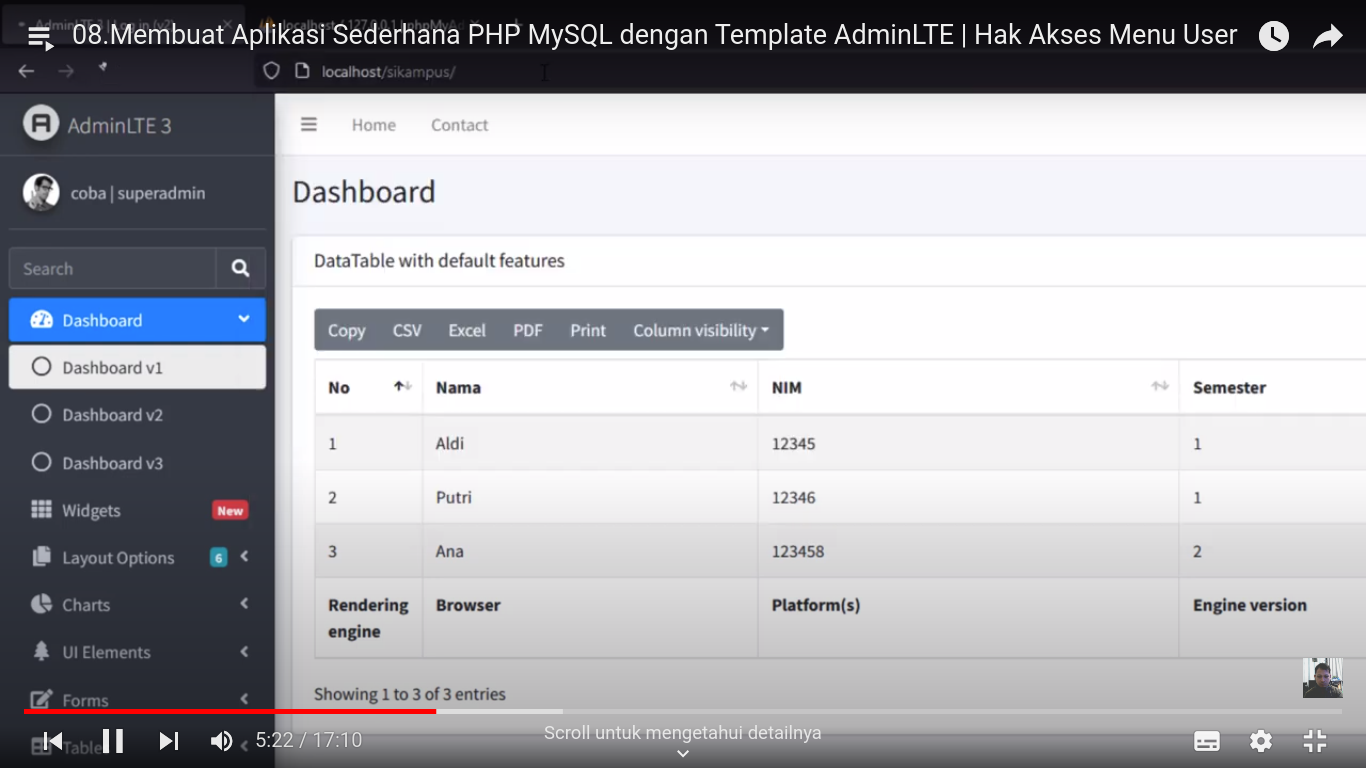 08.Membuat Aplikasi Sederhana PHP MySQL dengan Template AdminLTE | Hak Akses Menu User
localhost/sikampus/
AdminLTE 3
Home Contact
coba | superadmin
Dashboard
Search
DataTable with default features
Dashboard
Copy CSV Excel PDF Print Column visibility
Dashboard v1
No Nama NIM Semester
Dashboard v2
1 Aldi 12345 1
Dashboard v3
2 Putri 12346 1
Widgets New
3 Ana 123458 2
Layout Options 6
Charts
Rendering engine Browser Platform(s) Engine version
UI Elements
Forms
Showing 1 to 3 of 3 entries
5:22 / 17:10
Scroll untuk mengetahui detailnya